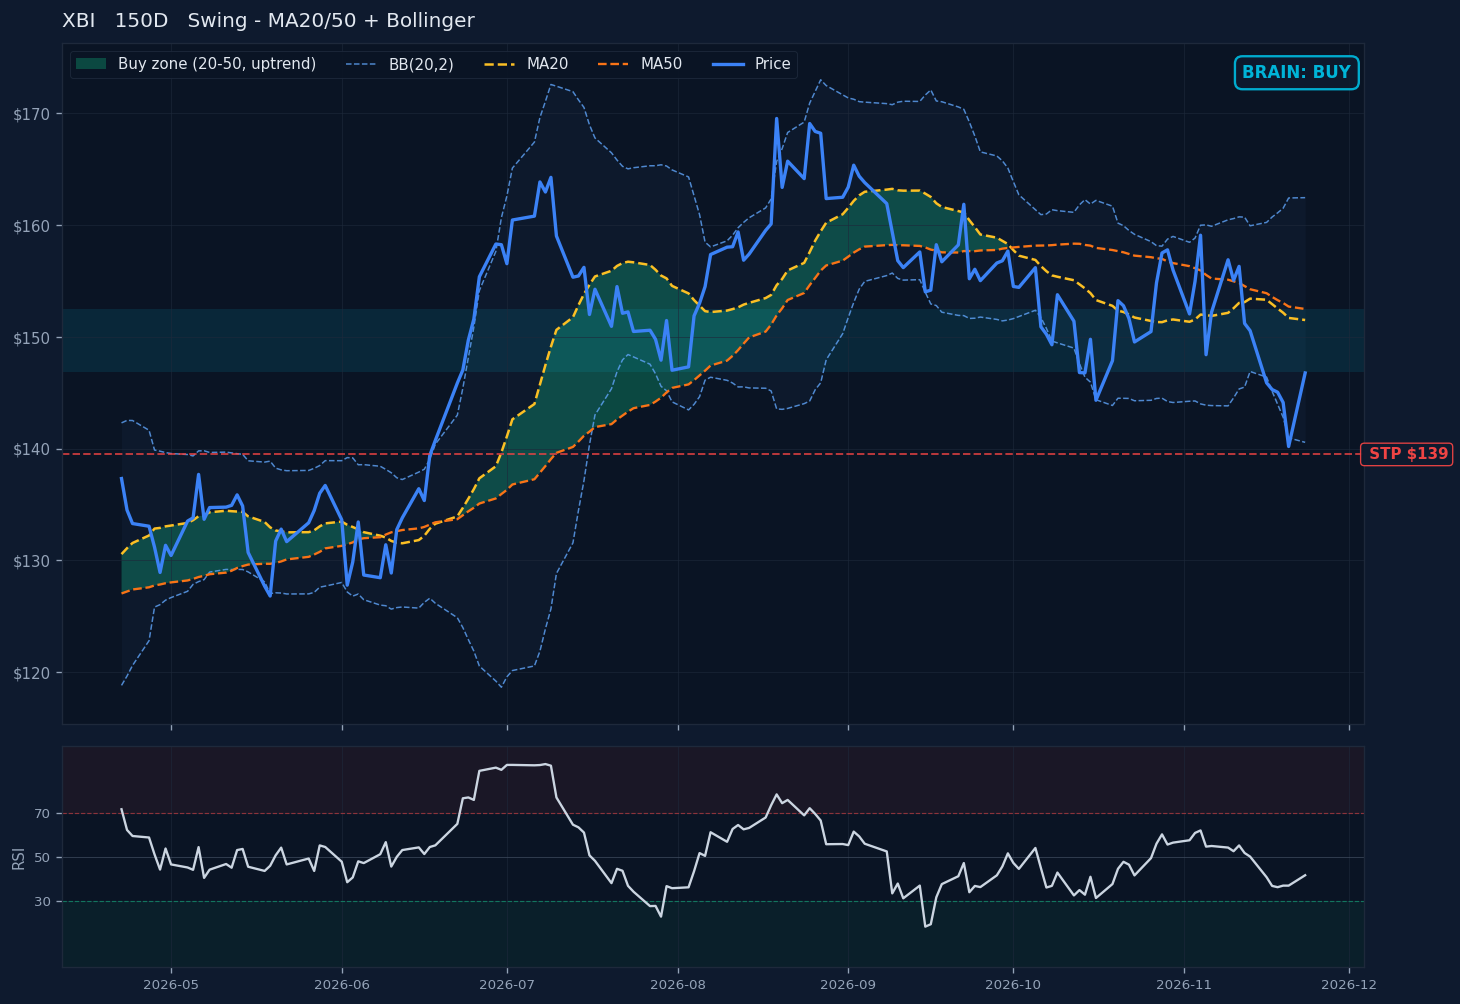 XBI   150D   Swing - MA20/50 + Bollinger
Buy zone (20-50, uptrend)   BB(20,2)   MA20   MA50   Price
BRAIN: BUY
$170
$160
$150
$140
$130
$120
STP $139
RSI
70
50
30
2026-05   2026-06   2026-07   2026-08   2026-09   2026-10   2026-11   2026-12